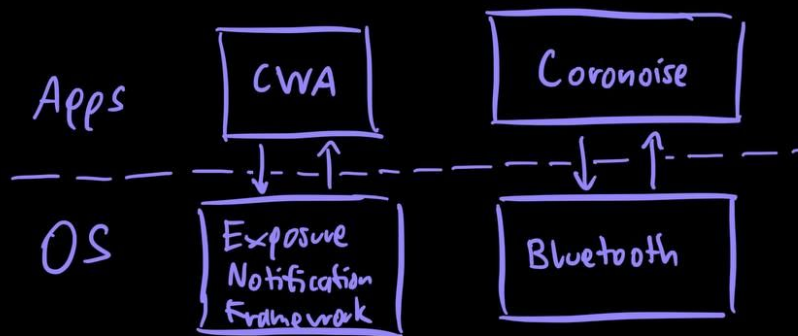 Apps
CWA
Coronoise
OS
Exposure
Notification
Framework
Bluetooth